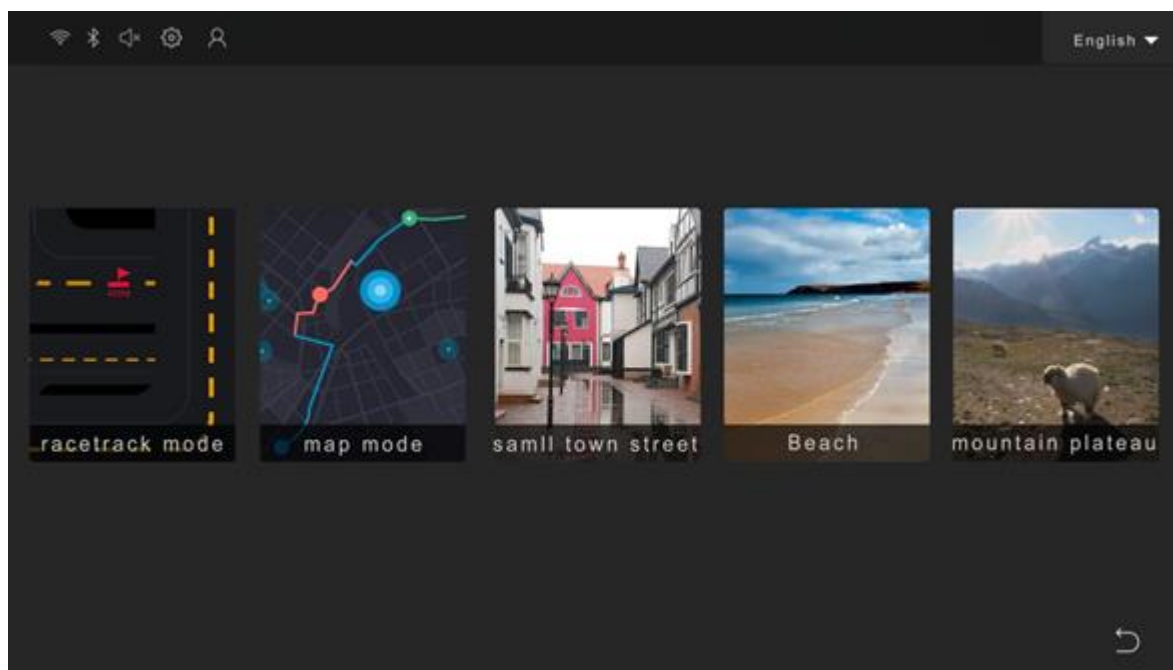 English
racetrack mode
map mode
samll town street
Beach
mountain plateau